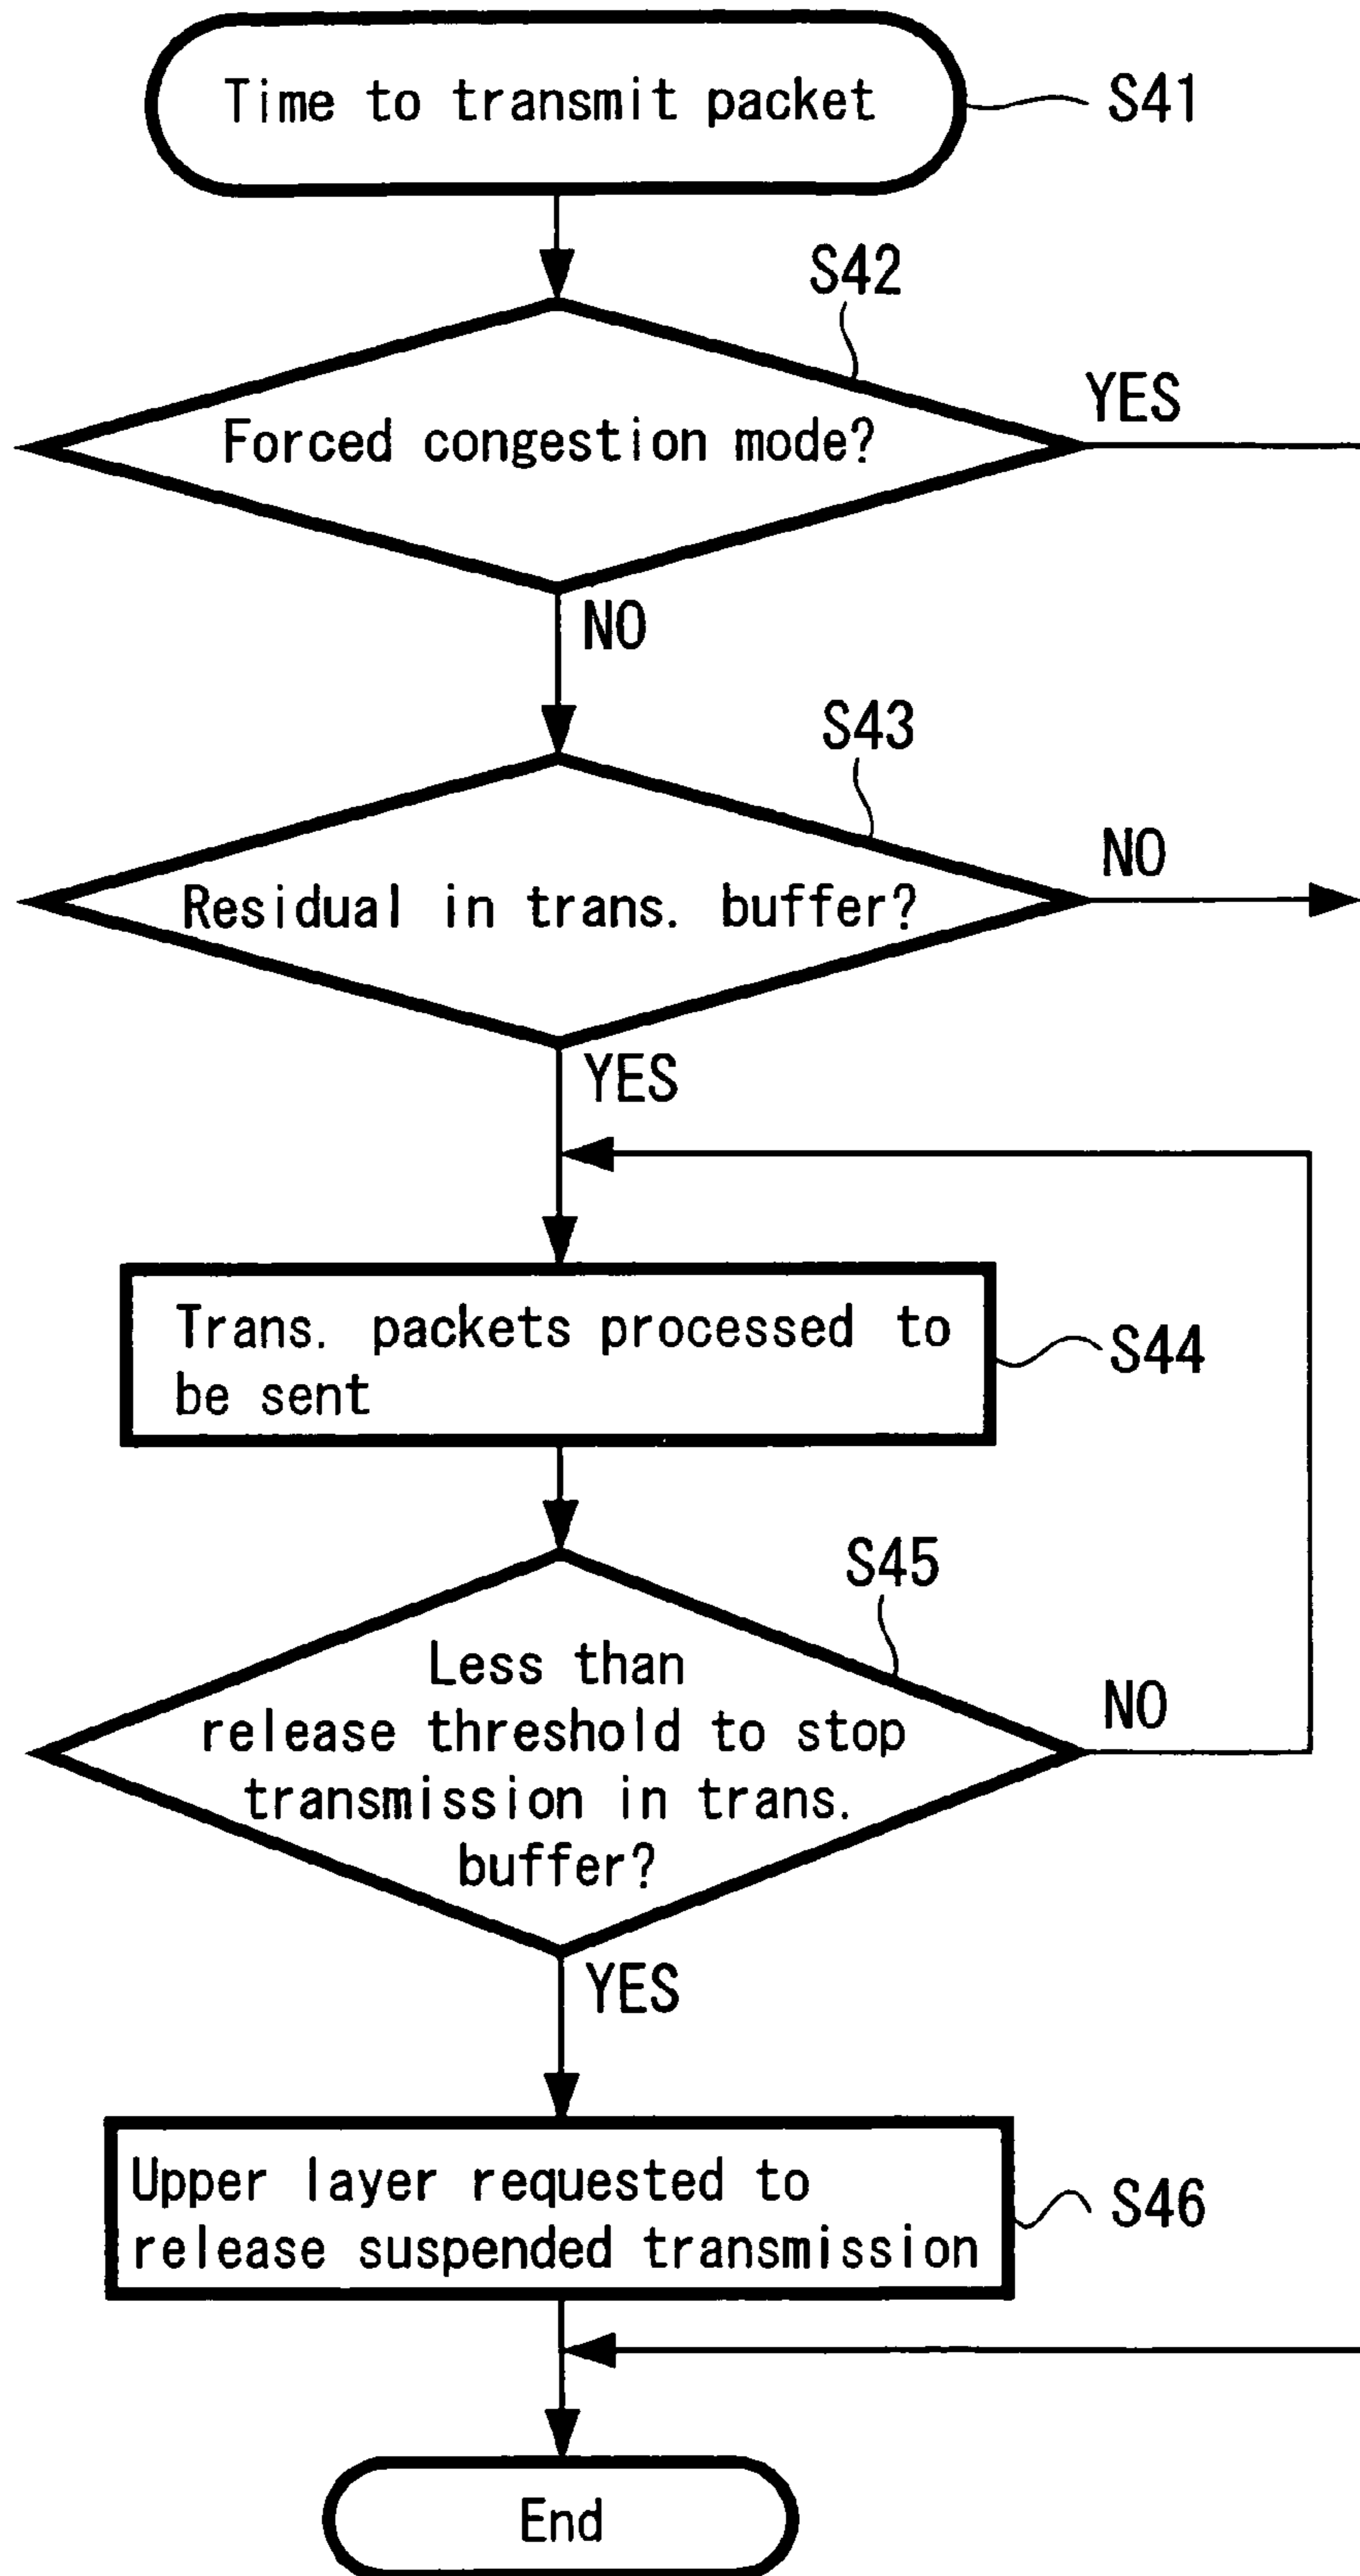 Time to transmit packet
S41
S42
Forced congestion mode?
YES
NO
S43
Residual in trans. buffer?
NO
YES
Trans. packets processed to
be sent
S44
S45
Less than
release threshold to stop
transmission in trans.
buffer?
NO
YES
Upper layer requested to
release suspended transmission
S46
End